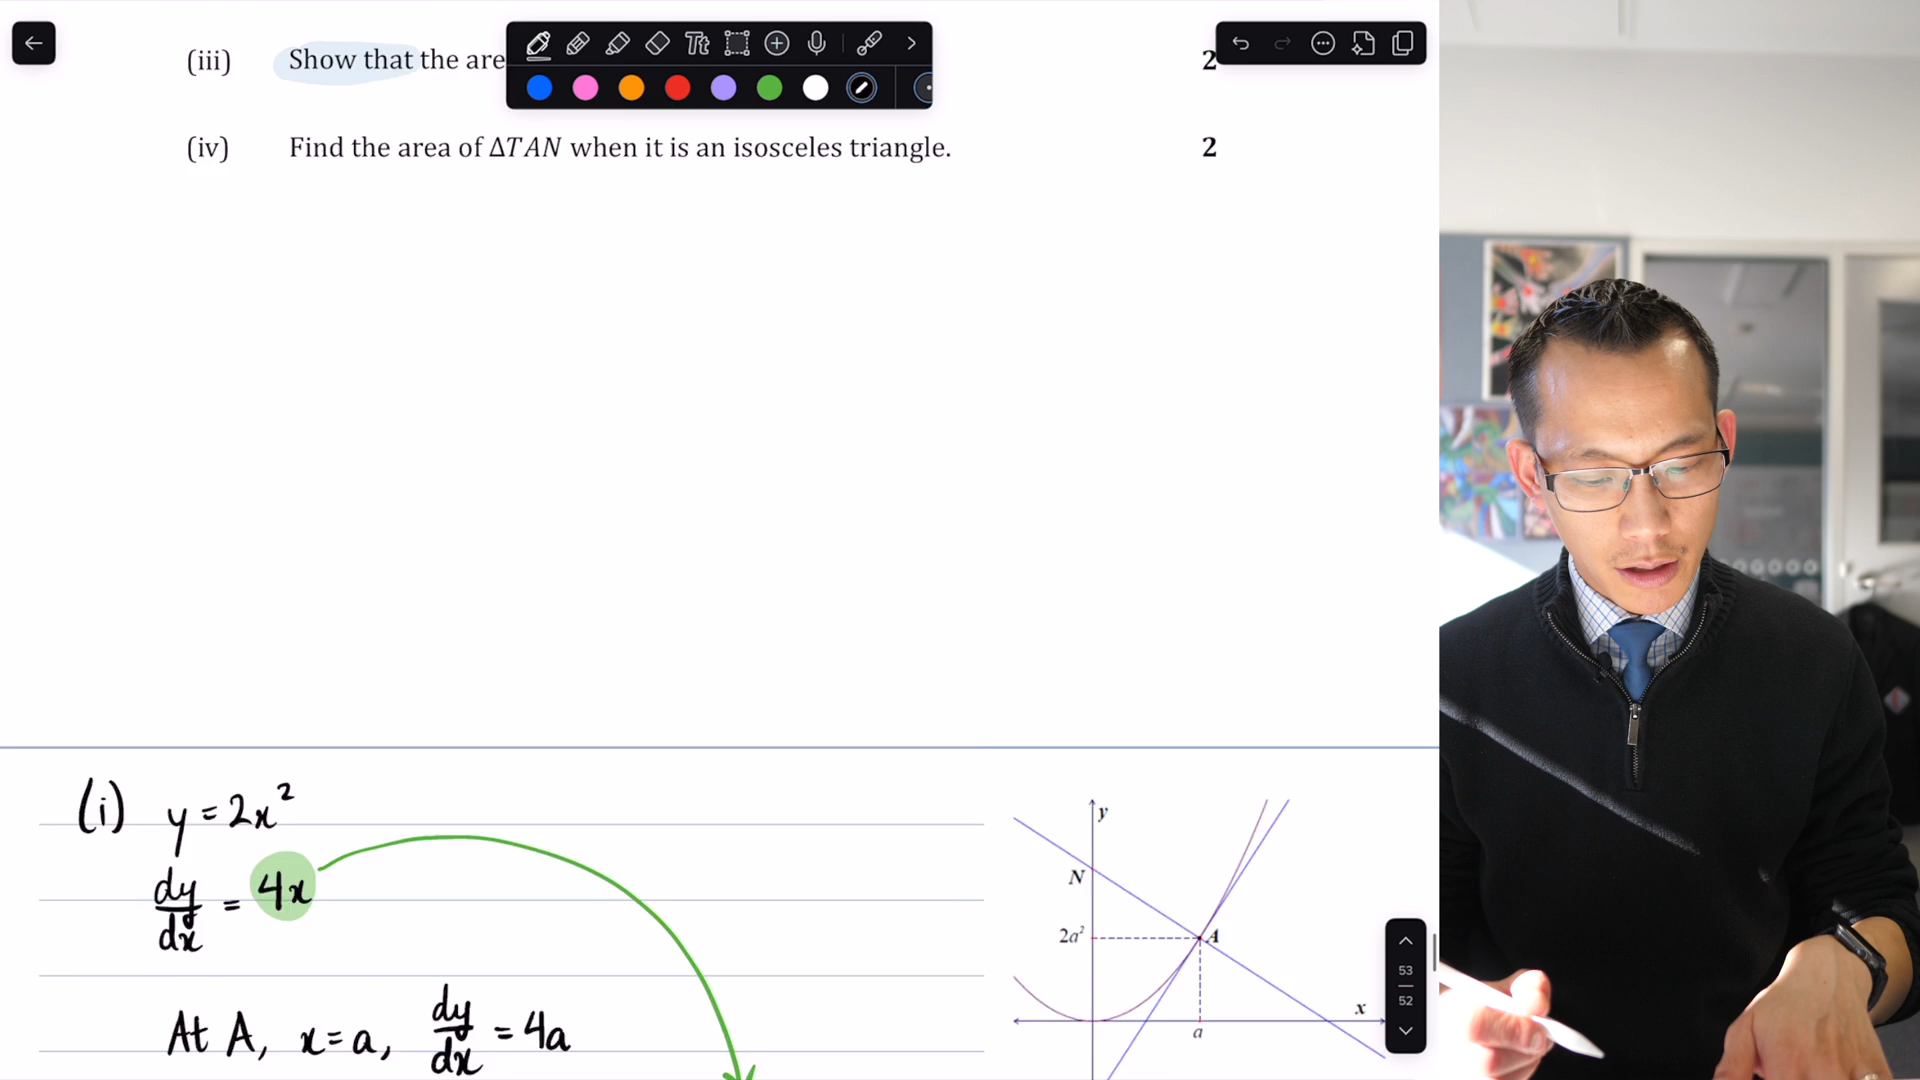 (iii) Show that the are 2
Tt
(iv) Find the area of ΔTAN when it is an isosceles triangle. 2
(i) y = 2x²
dy/dx = 4x
At A, x = a, dy/dx = 4a
y
N
2a²
A
x
a
53
52